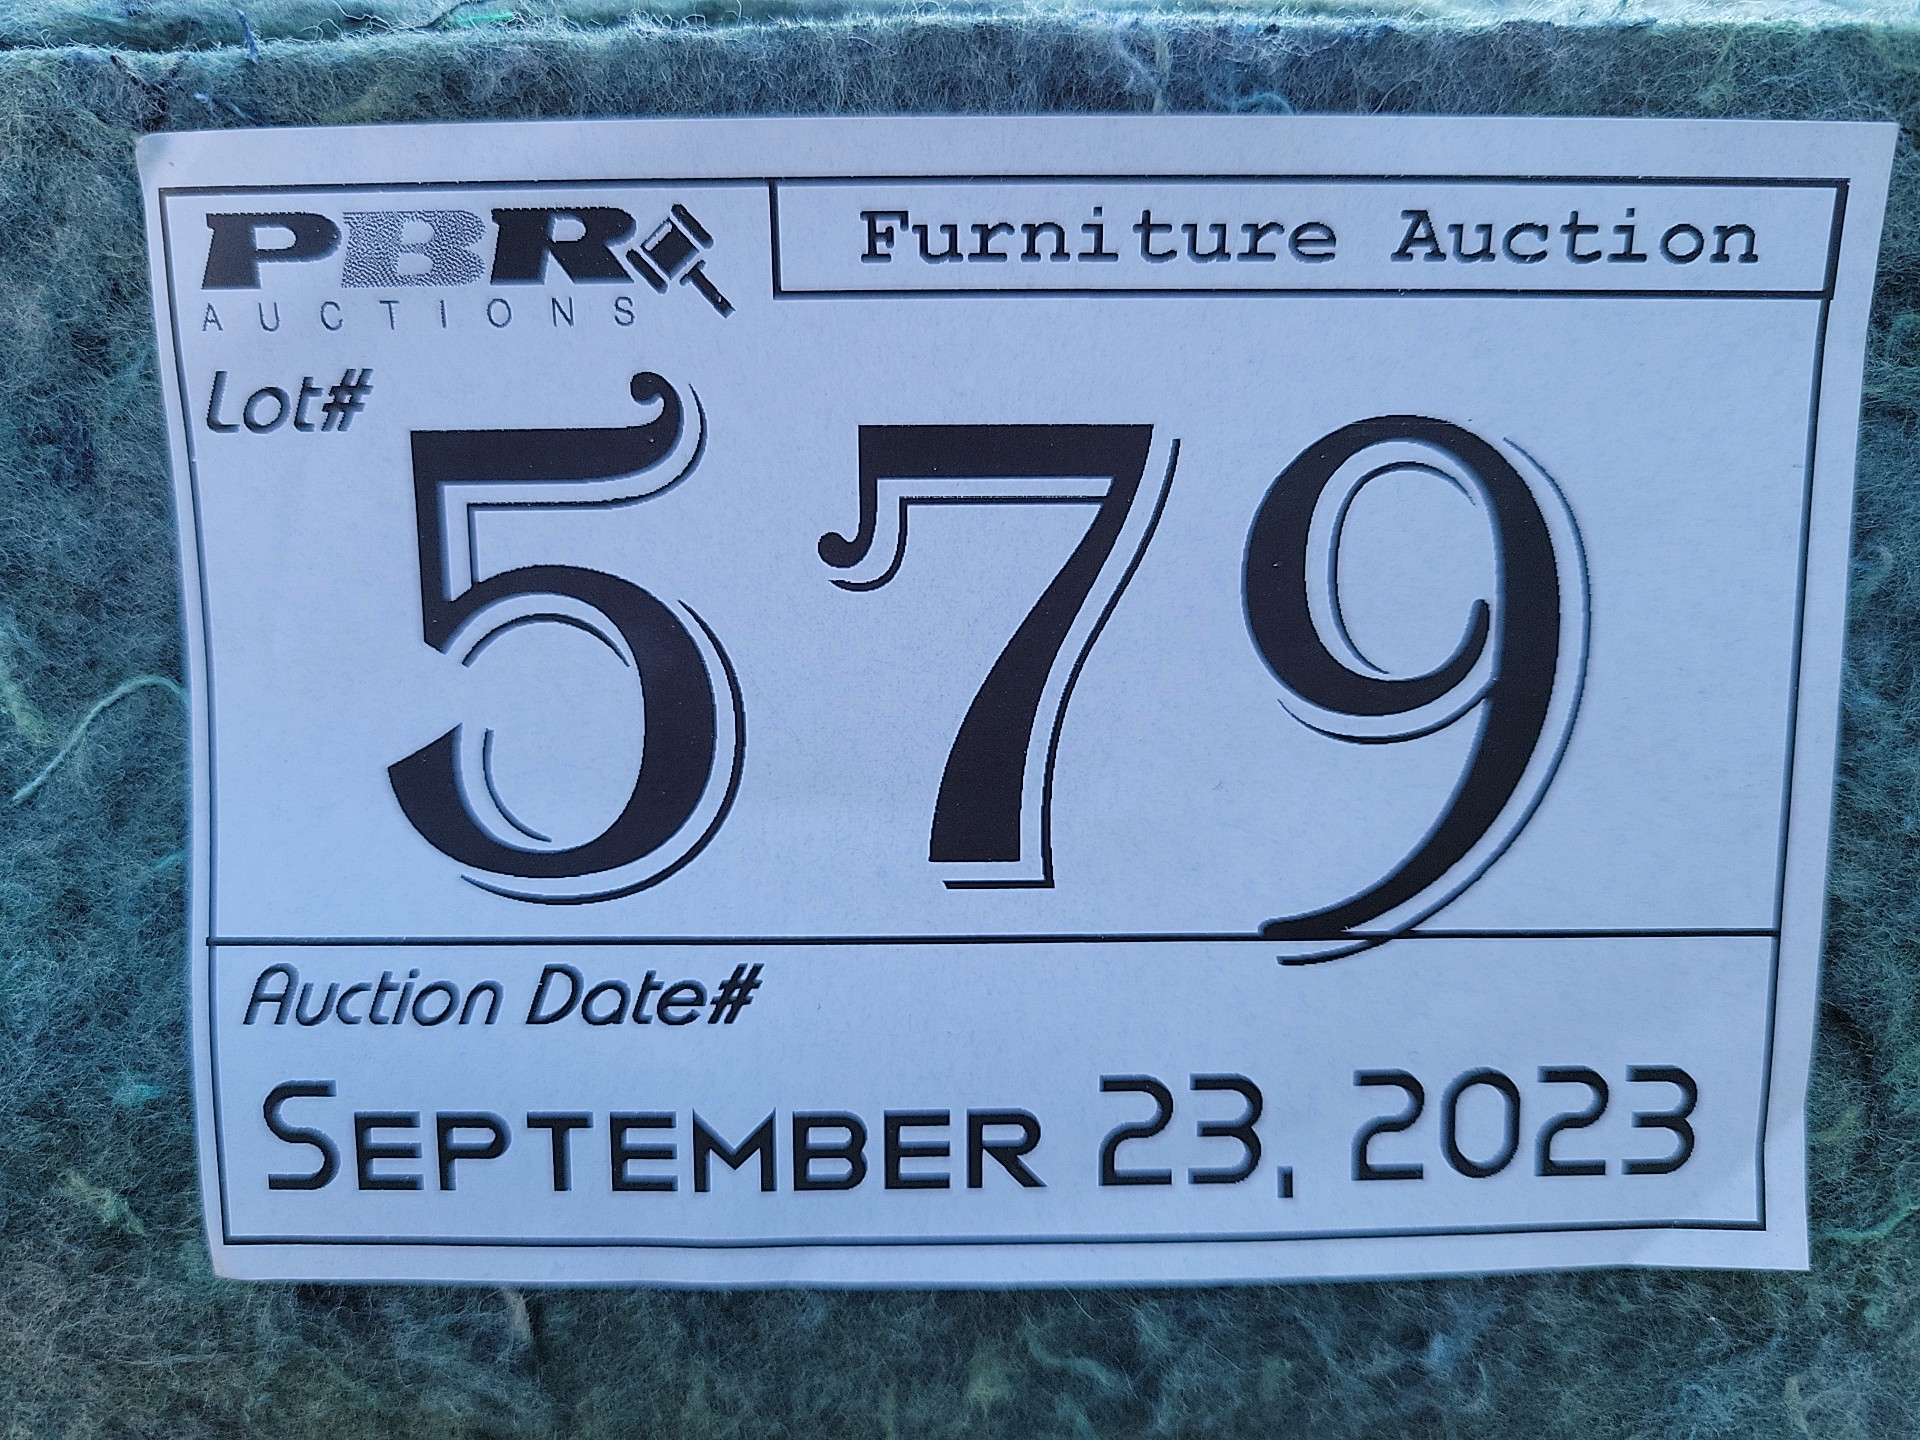 PBR
AUCTIONS
Furniture Auction
Lot#
579
Auction Date#
SEPTEMBER 23, 2023